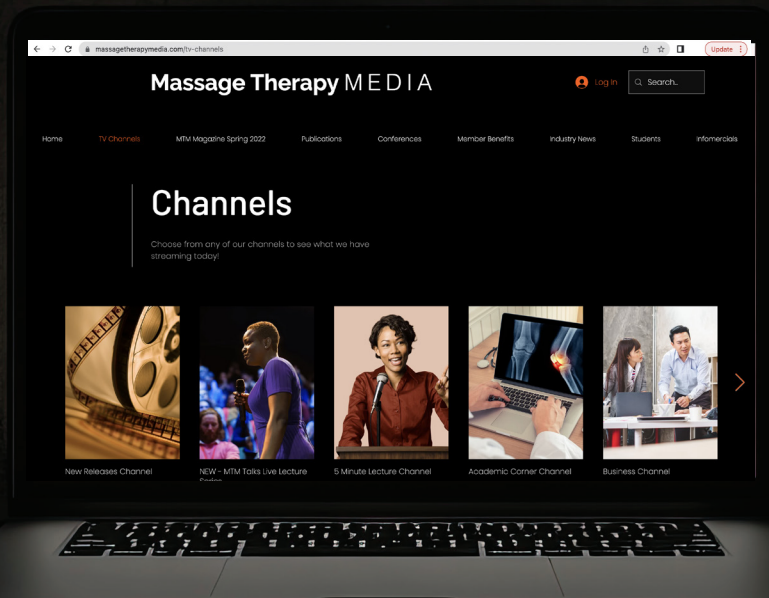 massagetherapymedia.com/tv-channels
Update
Massage Therapy MEDIA
Log In
Search..
Home
TV Channels
MTM Magazine Spring 2022
Publications
Conferences
Member Benefits
Industry News
Students
Infomercials
Channels
Choose from any of our channels to see what we have
streaming today!
New Releases Channel
NEW - MTM Talks Live Lecture
Series
5 Minute Lecture Channel
Academic Corner Channel
Business Channel